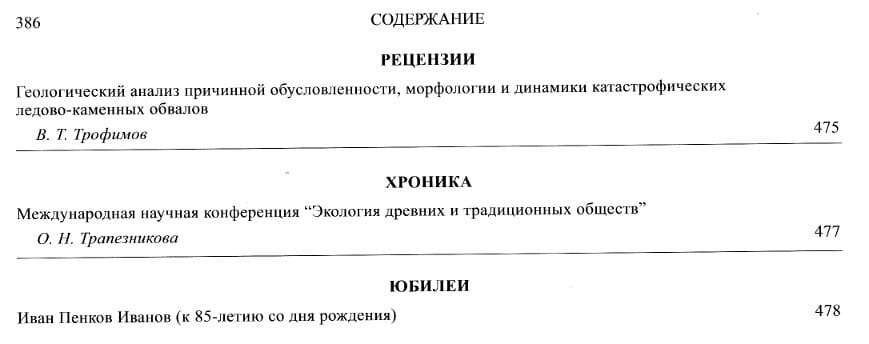 386
СОДЕРЖАНИЕ
РЕЦЕНЗИИ
Геологический анализ причинной обусловленности, морфологии и динамики катастрофических
ледово-каменных обвалов
В. Т. Трофимов
475
ХРОНИКА
Международная научная конференция “Экология древних и традиционных обществ”
О. Н. Трапезникова
477
ЮБИЛЕИ
Иван Пенков Иванов (к 85-летию со дня рождения)
478